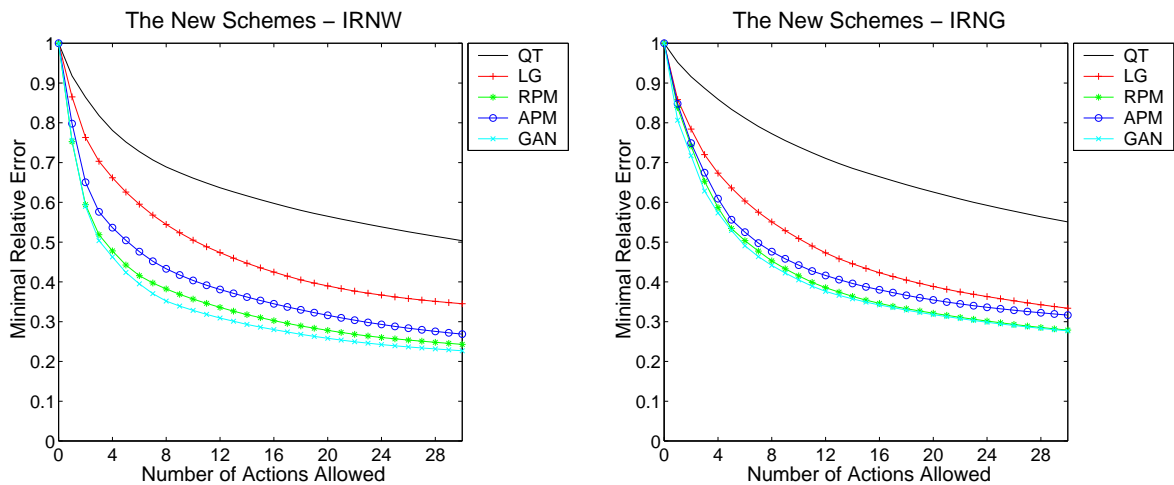 The New Schemes – IRNW
1
0.9
0.8
0.7
0.6
0.5
0.4
0.3
0.2
0.1
0
Minimal Relative Error
0 4 8 12 16 20 24 28
Number of Actions Allowed
QT
LG
RPM
APM
GAN
The New Schemes – IRNG
1
0.9
0.8
0.7
0.6
0.5
0.4
0.3
0.2
0.1
0
Minimal Relative Error
0 4 8 12 16 20 24 28
Number of Actions Allowed
QT
LG
RPM
APM
GAN